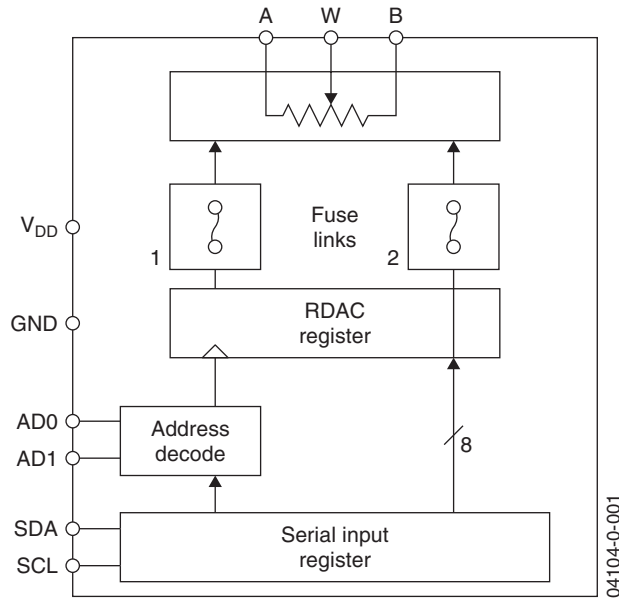 A W B
V_DD
Fuse
links
1
2
GND
RDAC
register
AD0
AD1
Address
decode
8
SDA
SCL
Serial input
register
04104-0-001